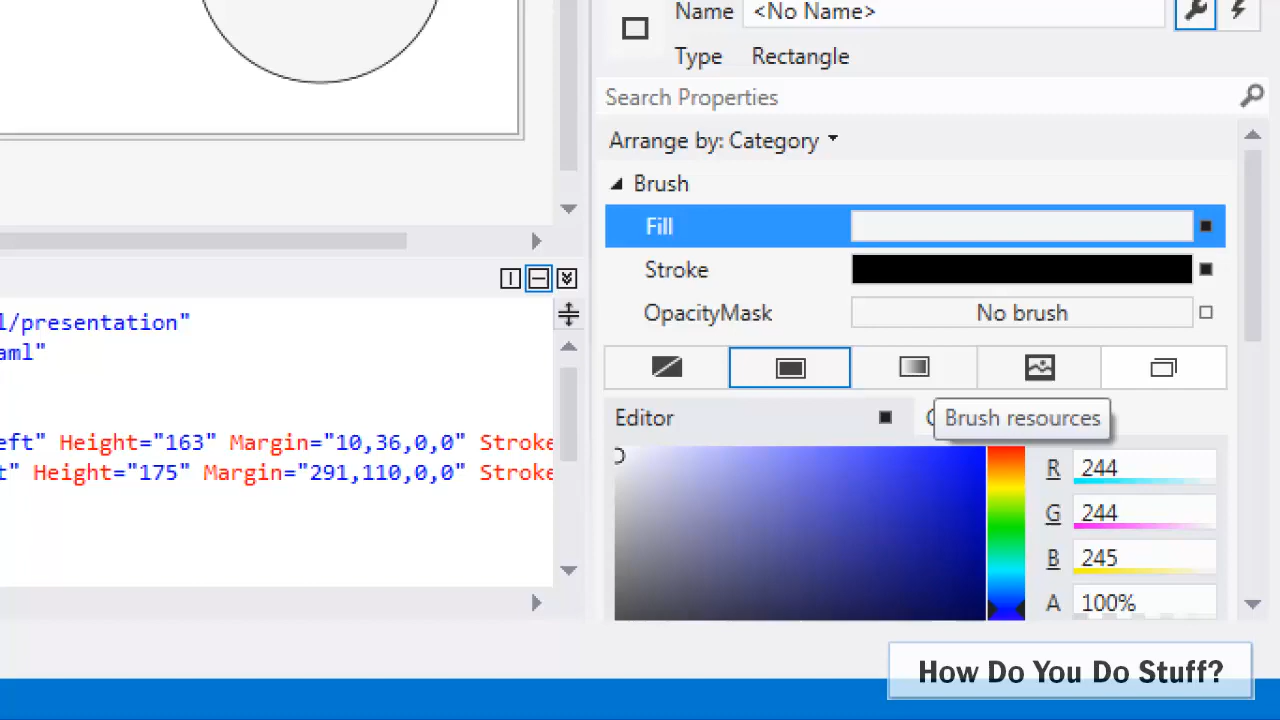 Name <No Name>
Type Rectangle
Search Properties
Arrange by: Category
Brush
Fill
Stroke
OpacityMask No brush
Editor
Brush resources
R 244
G 244
B 245
A 100%
l/presentation"
aml"
eft" Height="163" Margin="10,36,0,0" Stroke
t" Height="175" Margin="291,110,0,0" Stroke
How Do You Do Stuff?